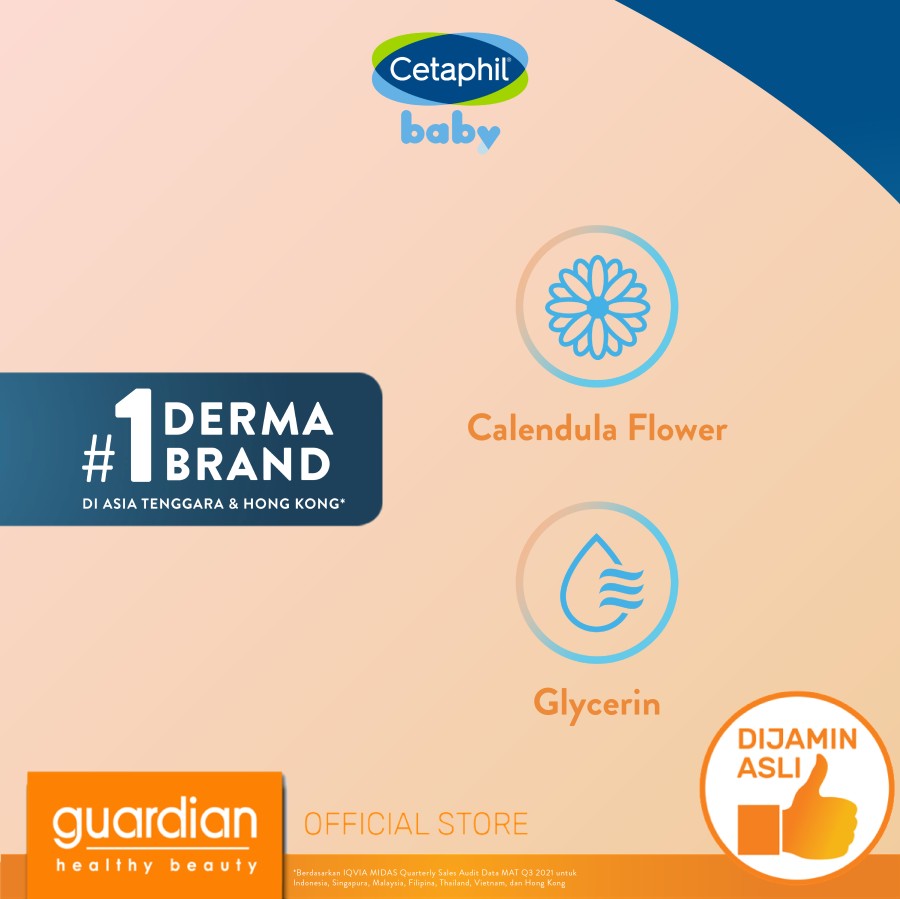 Cetaphil®
baby
Calendula Flower
#1 DERMA
BRAND
DI ASIA TENGGARA & HONG KONG*
Glycerin
DIJAMIN
ASLI
guardian
healthy beauty
OFFICIAL STORE
*Berdasarkan IQVIA MIDAS Quarterly Sales Audit Data MAT Q3 2021 untuk
Indonesia, Singapura, Malaysia, Filipina, Thailand, Vietnam, dan Hong Kong